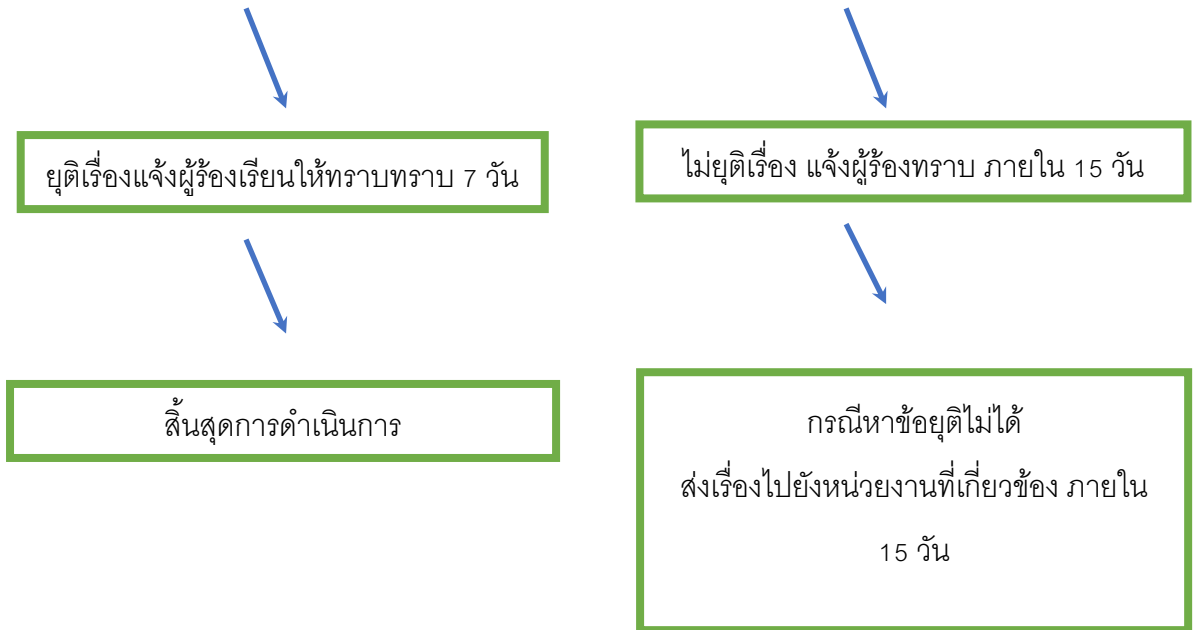 ยุติเรื่องแจ้งผู้ร้องเรียนให้ทราบทราบ 7 วัน
ไม่ยุติเรื่อง แจ้งผู้ร้องทราบ ภายใน 15 วัน
สิ้นสุดการดำเนินการ
กรณีหาข้อยุติไม่ได้
ส่งเรื่องไปยังหน่วยงานที่เกี่ยวข้อง ภายใน
15 วัน